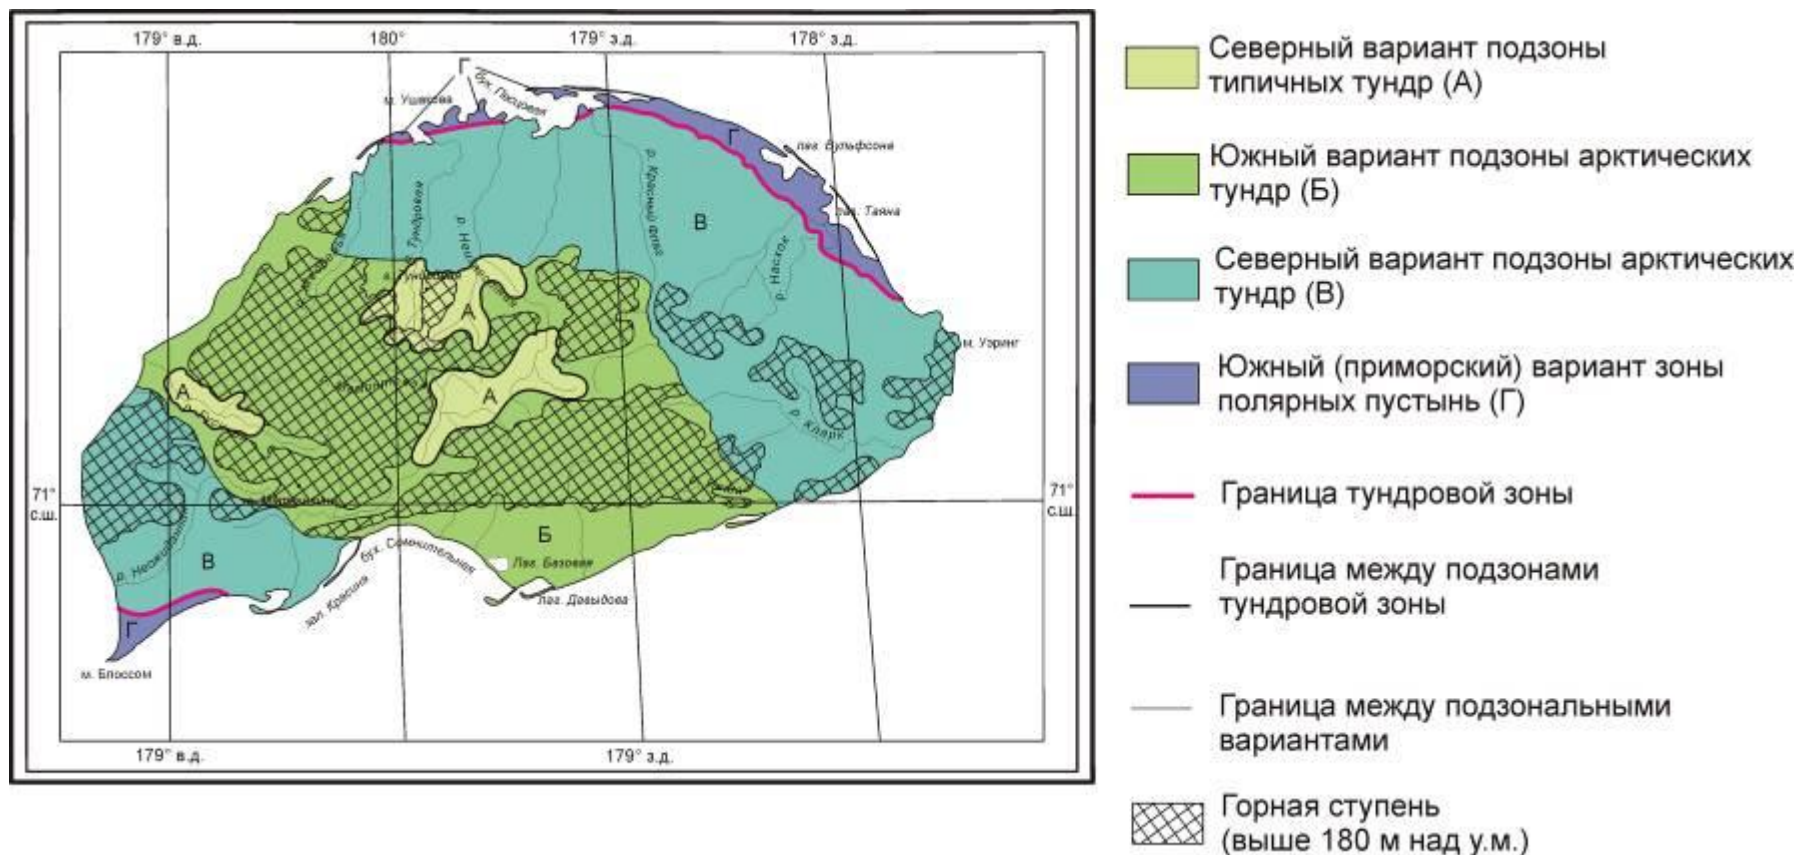 179° в.д.
180°
179° з.д.
178° з.д.
Г
бух. Песцовая
м. Ушакова
Г
лаг. Вульфсона
р. Красный флаг
р. Тундровая
В
лаг. Таяна
р. Насхок
А
м. Уэринг
А
А
р. Кларк
71°
с.ш.
71°
с.ш.
Б
бух. Сомнительная
В
р. Неожиданная
Лаг. Базовая
лаг. Давыдова
зал. Красина
Г
м. Блоссом
179° в.д.
179° з.д.
Северный вариант подзоны
типичных тундр (А)
Южный вариант подзоны арктических
тундр (Б)
Северный вариант подзоны арктических
тундр (В)
Южный (приморский) вариант зоны
полярных пустынь (Г)
Граница тундровой зоны
Граница между подзонами
тундровой зоны
Граница между подзональными
вариантами
Горная ступень
(выше 180 м над у.м.)